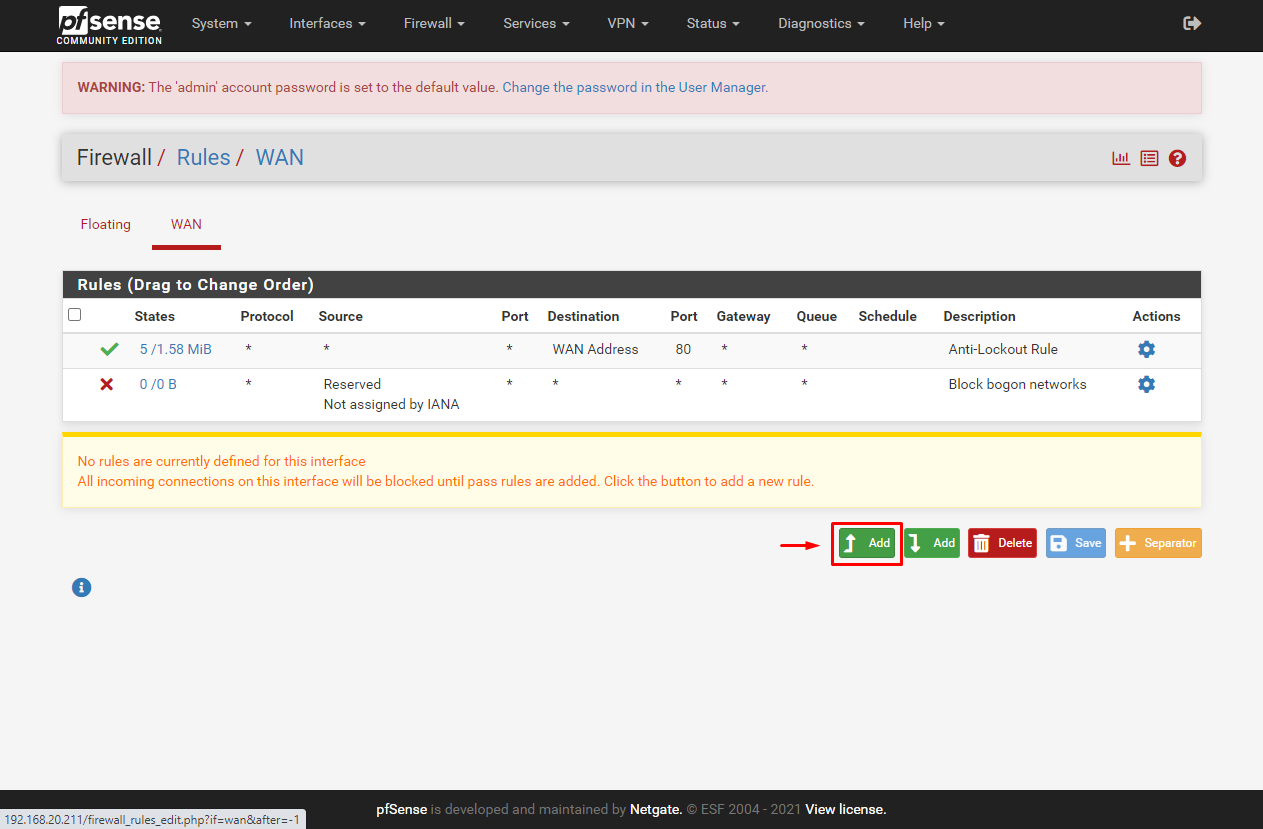 pfsense
COMMUNITY EDITION
System Interfaces Firewall Services VPN Status Diagnostics Help
WARNING: The 'admin' account password is set to the default value. Change the password in the User Manager.
Firewall / Rules / WAN
Floating WAN
Rules (Drag to Change Order)
States Protocol Source Port Destination Port Gateway Queue Schedule Description Actions
5 /1.58 MiB * * * WAN Address 80 * * Anti-Lockout Rule
0 /0 B * Reserved * * * * * Block bogon networks
Not assigned by IANA
No rules are currently defined for this interface
All incoming connections on this interface will be blocked until pass rules are added. Click the button to add a new rule.
Add Add Delete Save Separator
pfSense is developed and maintained by Netgate. © ESF 2004 - 2021 View license.
192.168.20.211/firewall_rules_edit.php?if=wan&after=-1